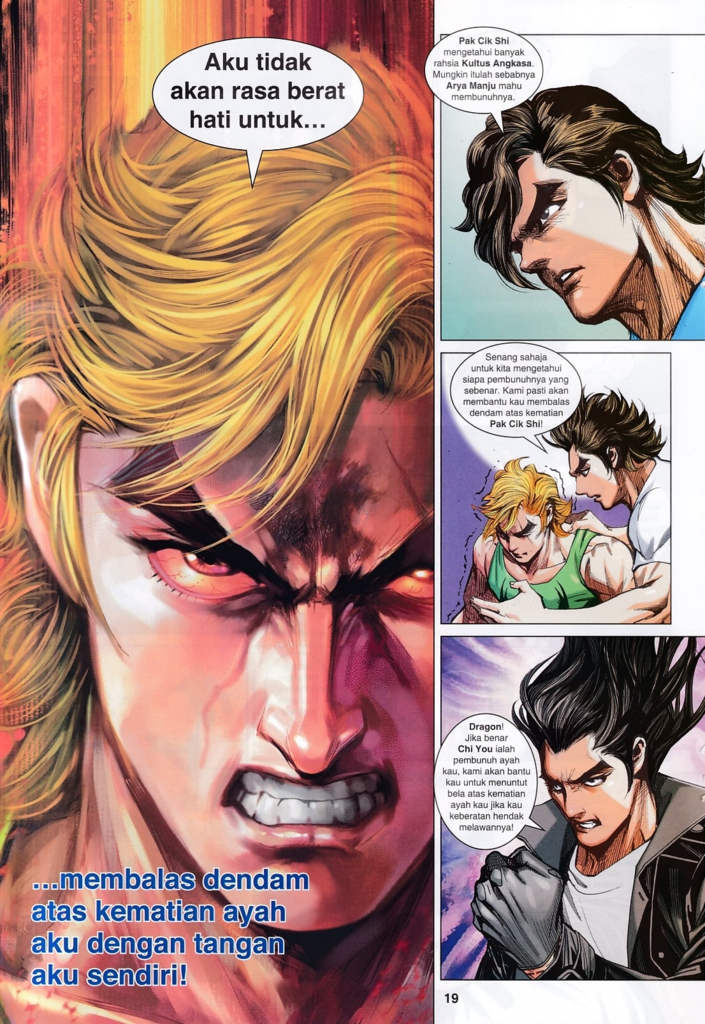 Pak Cik Shi
mengetahui banyak
rahsia Kultus Angkasa.
Mungkin itulah sebabnya
Arya Manju mahu
membunuhnya.
Senang sahaja
untuk kita mengetahui
siapa pembunuhnya yang
sebenar. Kami pasti akan
membantu kau membalas
dendam atas kematian
Pak Cik Shi!
Dragon!
Jika benar
Chi You ialah
pembunuh ayah
kau, kami akan bantu
kau untuk menuntut
bela atas kematian
ayah kau jika kau
keberatan hendak
melawannya!
Aku tidak
akan rasa berat
hati untuk...
...membalas dendam
atas kematian ayah
aku dengan tangan
aku sendiri!
19